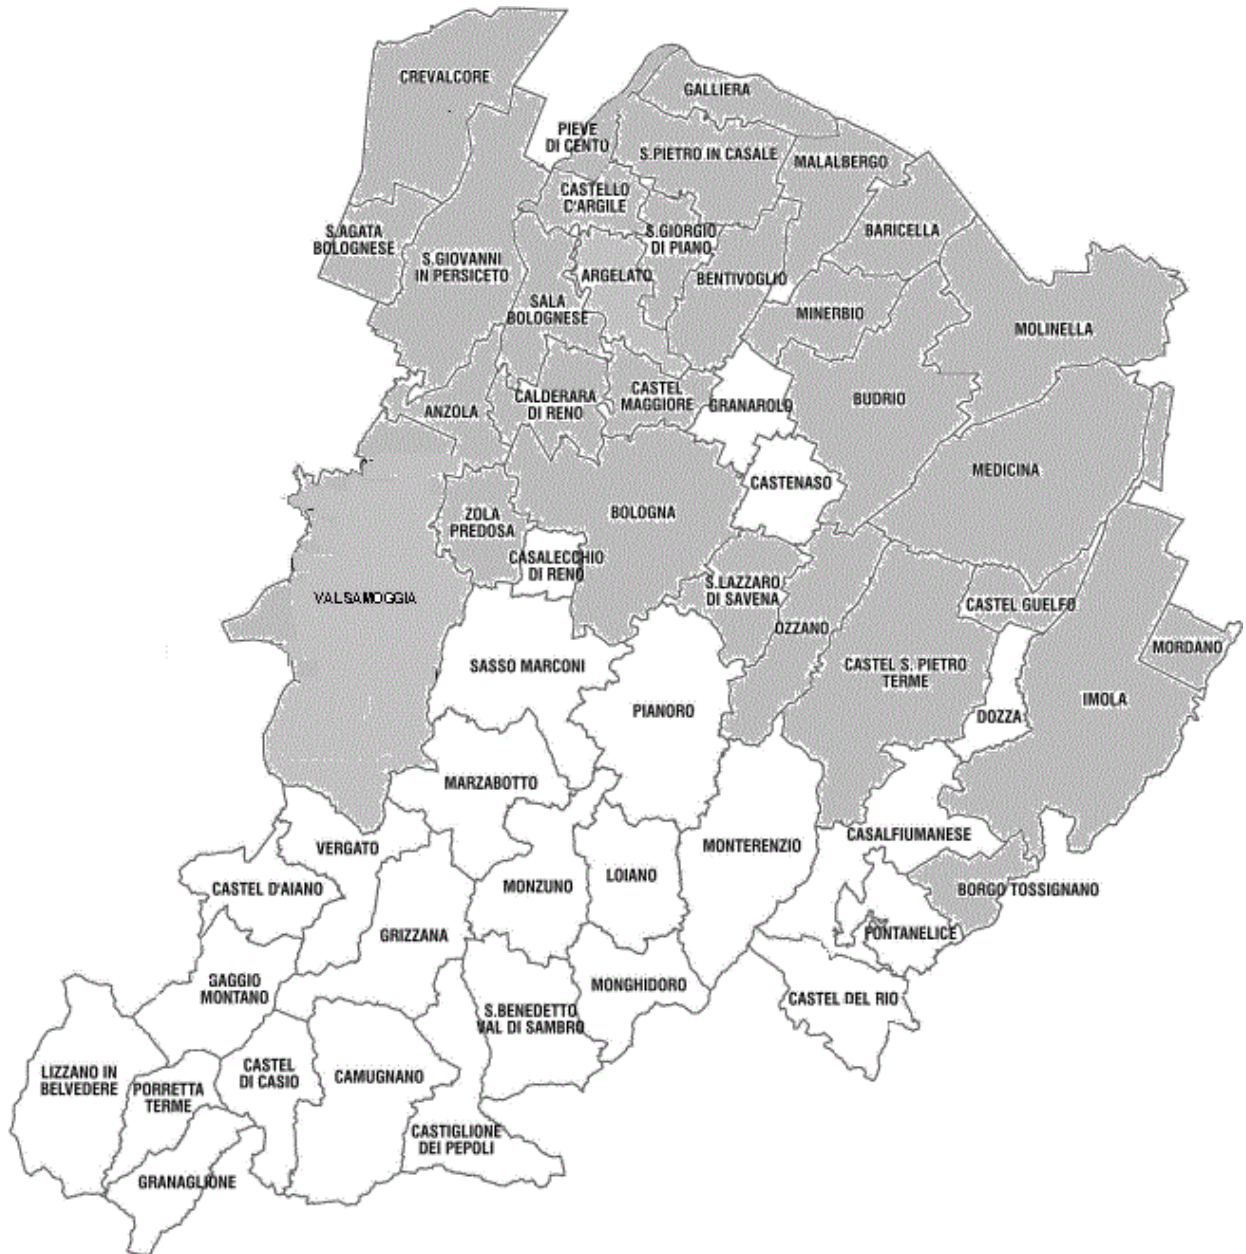 CREVALCORE
GALLIERA
PIEVE
DI CENTO
S.PIETRO IN CASALE
MALALBERGO
CASTELLO
D'ARGILE
S.AGATA
BOLOGNESE
S.GIORGIO
DI PIANO
BARICELLA
S.GIOVANNI
IN PERSICETO
ARGELATO
BENTIVOGLIO
SALA
BOLOGNESE
MINERBIO
MOLINELLA
ANZOLA
CALDERARA
DI RENO
CASTEL
MAGGIORE
GRANAROLO
BUDRIO
MEDICINA
CASTENASO
ZOLA
PREDOSA
BOLOGNA
CASALECCHIO
DI RENO
S.LAZZARO
DI SAVENA
VALSAMOGGIA
CASTEL GUELFO
OZZANO
MORDANO
SASSO MARCONI
CASTEL S. PIETRO
TERME
IMOLA
PIANORO
DOZZA
MARZABOTTO
CASALFIUMANESE
VERGATO
MONTERENZIO
LOIANO
MONZUNO
CASTEL D'AIANO
BORGO TOSSIGNANO
GRIZZANA
FONTANELICE
GAGGIO
MONTANO
MONGHIDORO
CASTEL DEL RIO
S.BENEDETTO
VAL DI SAMBRO
LIZZANO IN
BELVEDERE
CASTEL
DI CASIO
CAMUGNANO
PORRETTA
TERME
CASTIGLIONE
DEI PEPOLI
GRANAGLIONE